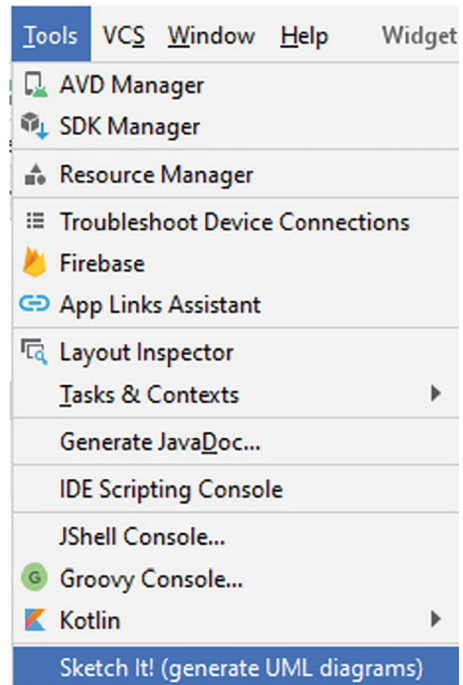 Tools VCS Window Help Widget
AVD Manager
SDK Manager
Resource Manager
Troubleshoot Device Connections
Firebase
App Links Assistant
Layout Inspector
Tasks & Contexts
Generate JavaDoc...
IDE Scripting Console
JShell Console...
G Groovy Console...
Kotlin
Sketch It! (generate UML diagrams)